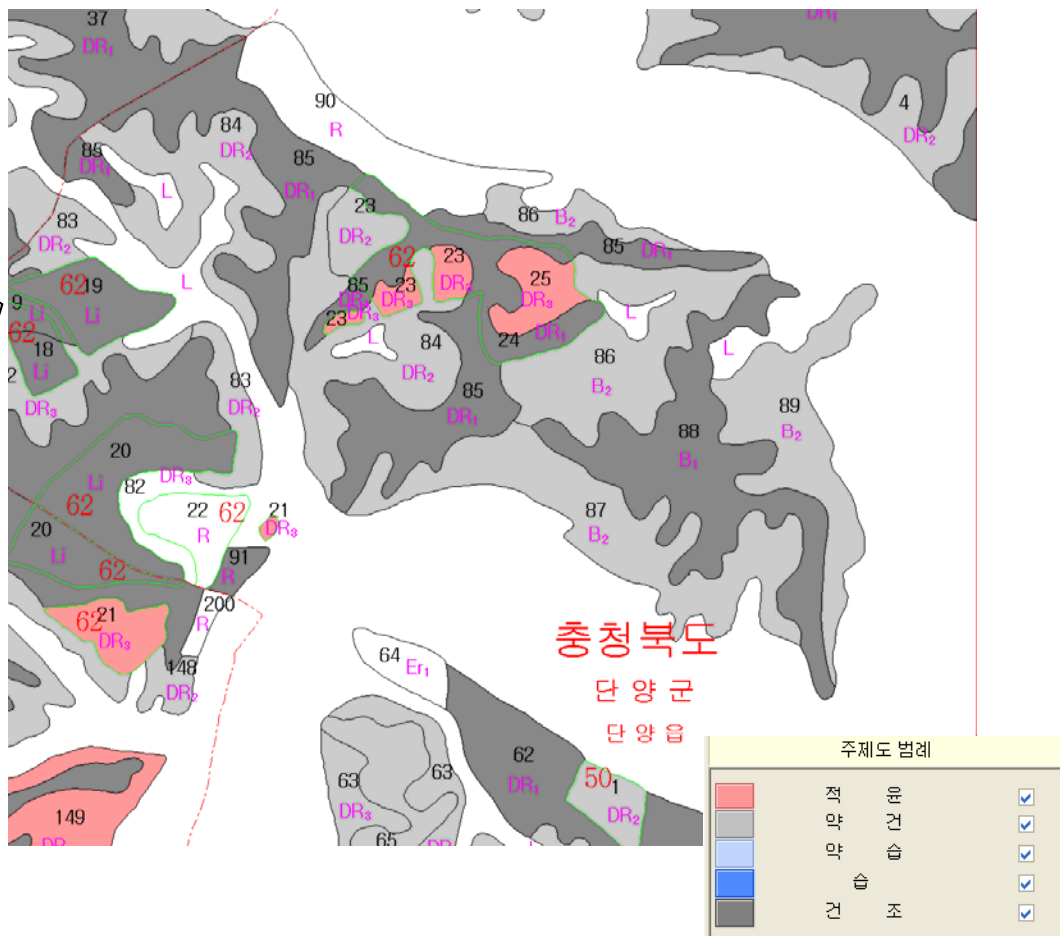 37
DR₁
DR₁
90
R
4
DR₂
84
DR₂
85
DR₁
85
DR₁
L
23
DR₂
86
B₂
83
DR₂
85
DR₁
62
23
DR₃
25
DR₃
L
62
19
Li
23
DR₃
85
DR₃
23
L
L
9
Li
62
18
Li
24
DR₁
84
DR₂
86
B₂
L
2
DR₃
83
DR₂
85
DR₁
89
B₂
88
B₁
20
Li
DR₃
82
62
22
R
62
21
DR₃
87
B₂
20
Li
62
91
R
200
R
62
21
DR₃
충청북도
단양군
단양읍
64
Er₁
148
DR₂
62
DR₁
63
DR₃
63
50
1
DR₂
149
65
주제도 범례
적 윤
약 건
약 습
습
건 조